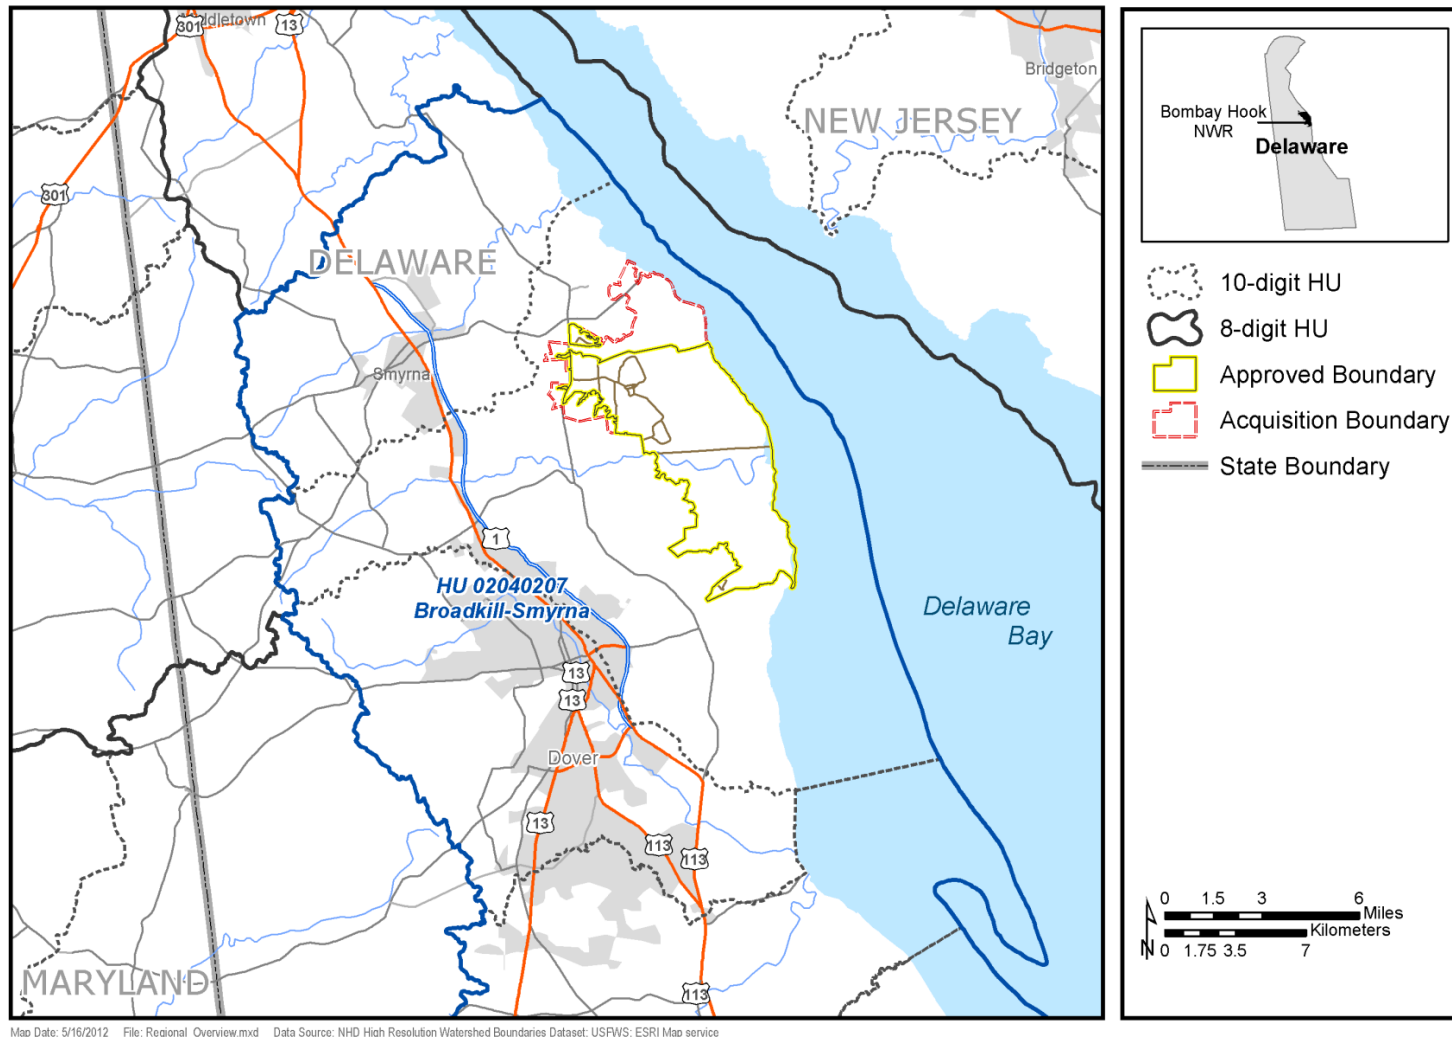 Middletown
301
13
Bridgeton
NEW JERSEY
301
DELAWARE
Smyrna
1
HU 02040207
Broadkill-Smyrna
Delaware
Bay
13
13
Dover
13
113
113
113
MARYLAND
Bombay Hook
NWR
Delaware
10-digit HU
8-digit HU
Approved Boundary
Acquisition Boundary
State Boundary
0 1.5 3 6
Miles
Kilometers
0 1.75 3.5 7
N
Map Date: 5/16/2012 File: Regional_Overview.mxd Data Source: NHD High Resolution Watershed Boundaries Dataset; USFWS; ESRI Map service